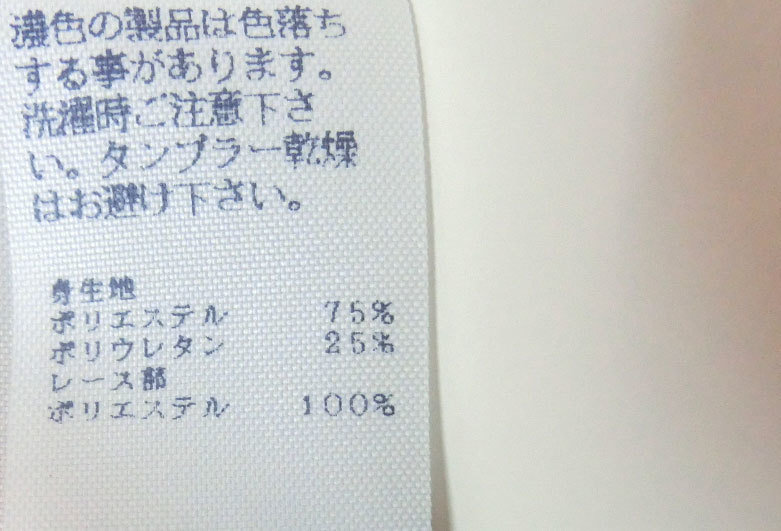 濃色の製品は色落ち
する事があります。
洗濯時ご注意下さ
い。タンブラー乾燥
はお避け下さい。
身生地
ポリエステル 75%
ポリウレタン 25%
レース部
ポリエステル 100%